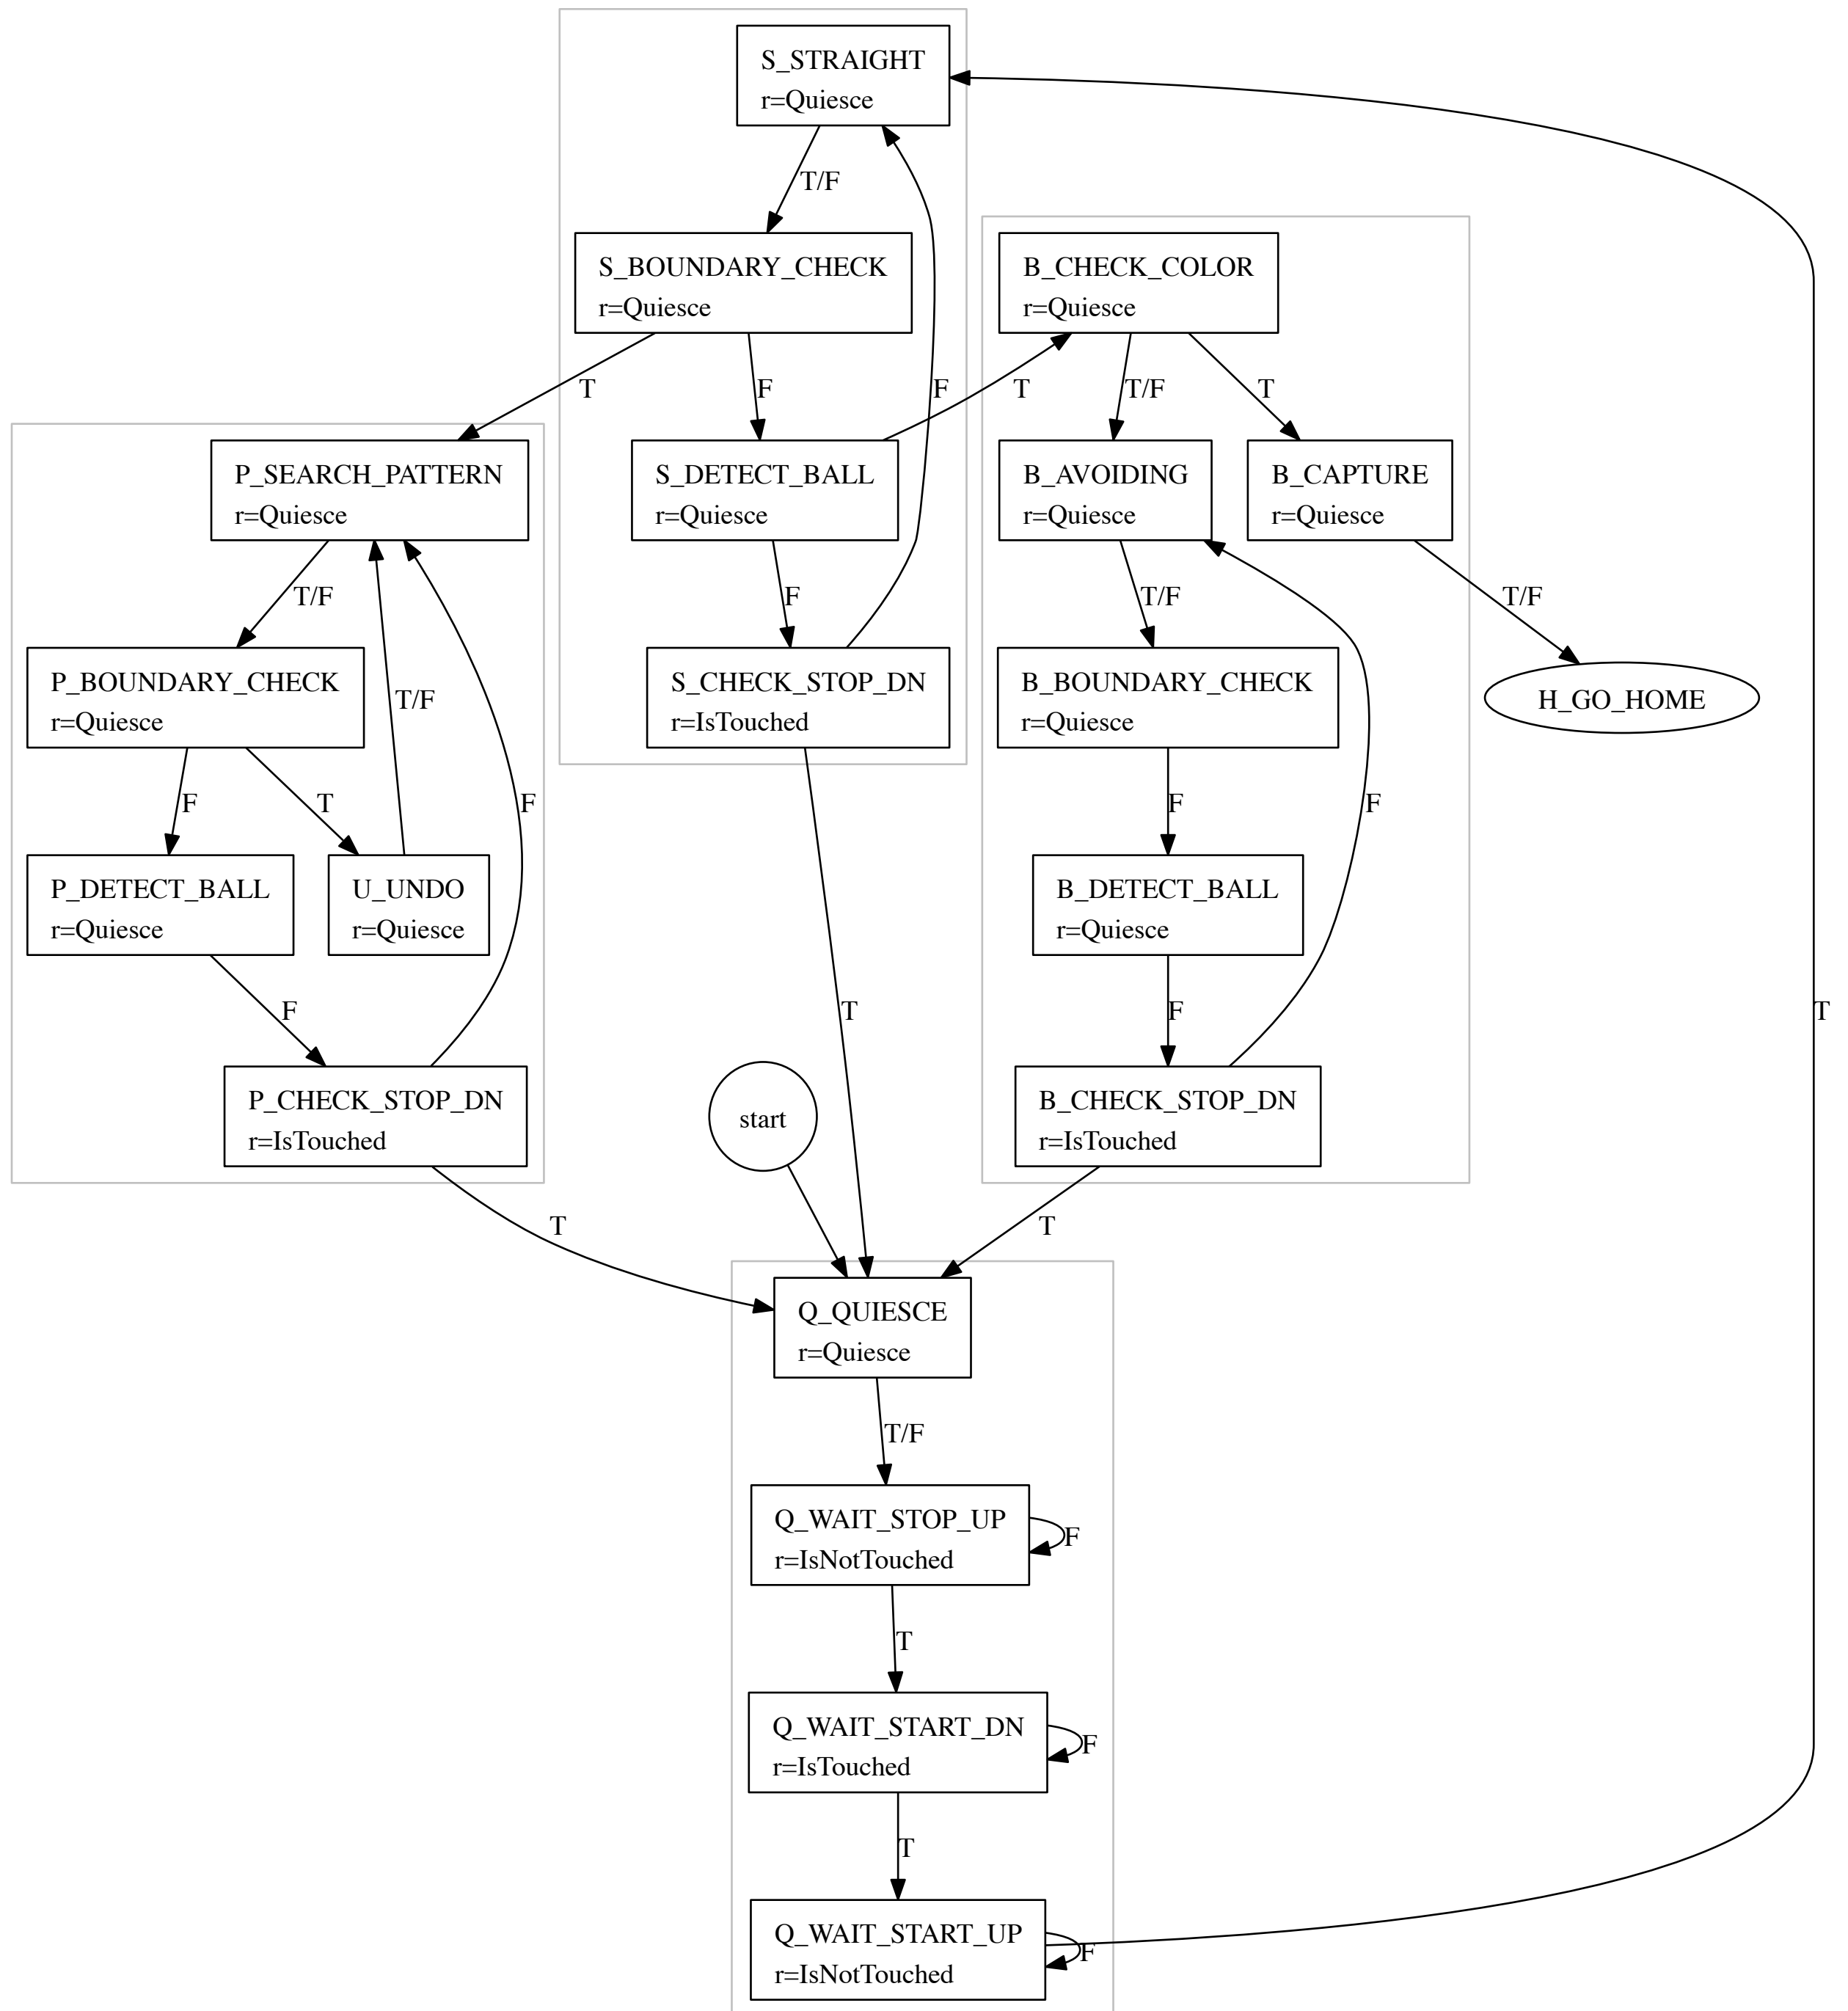 S_STRAIGHT
r=Quiesce
T/F
S_BOUNDARY_CHECK
r=Quiesce
B_CHECK_COLOR
r=Quiesce
T
F
T
F
T/F
T
P_SEARCH_PATTERN
r=Quiesce
S_DETECT_BALL
r=Quiesce
B_AVOIDING
r=Quiesce
B_CAPTURE
r=Quiesce
T/F
F
T/F
T/F
P_BOUNDARY_CHECK
r=Quiesce
T/F
S_CHECK_STOP_DN
r=IsTouched
B_BOUNDARY_CHECK
r=Quiesce
H_GO_HOME
F
T
F
F
F
P_DETECT_BALL
r=Quiesce
U_UNDO
r=Quiesce
B_DETECT_BALL
r=Quiesce
F
T
F
T
P_CHECK_STOP_DN
r=IsTouched
start
B_CHECK_STOP_DN
r=IsTouched
T
T
Q_QUIESCE
r=Quiesce
T/F
Q_WAIT_STOP_UP
r=IsNotTouched
F
T
Q_WAIT_START_DN
r=IsTouched
F
T
Q_WAIT_START_UP
r=IsNotTouched
F